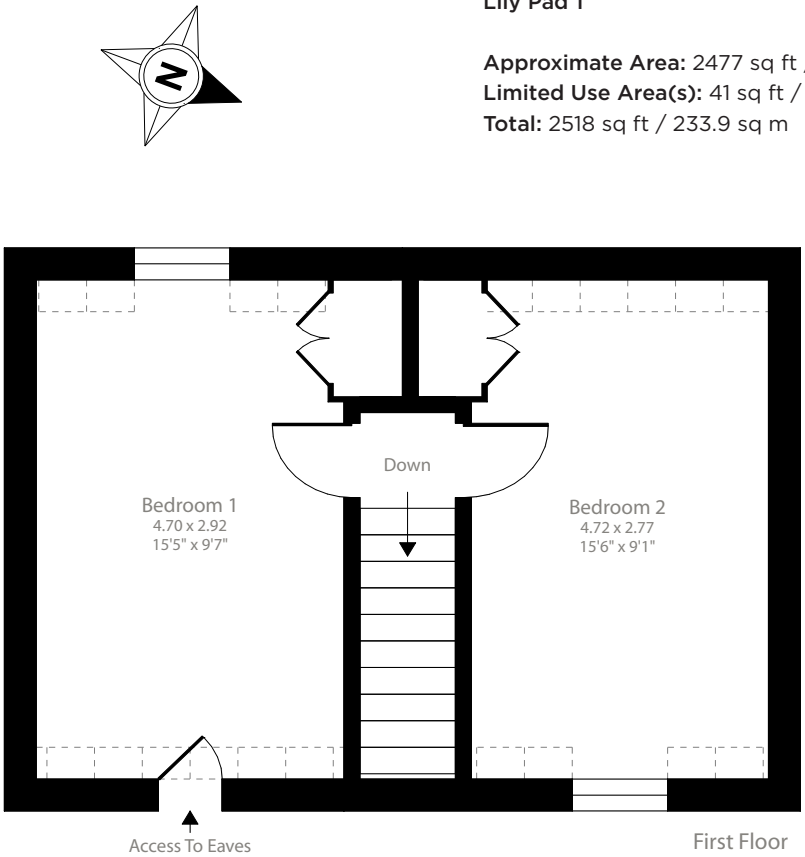 Lily Pad 1
Approximate Area: 2477 sq ft /
Limited Use Area(s): 41 sq ft /
Total: 2518 sq ft / 233.9 sq m
N
Down
Bedroom 1
4.70 x 2.92
15'5" x 9'7"
Bedroom 2
4.72 x 2.77
15'6" x 9'1"
Access To Eaves
First Floor